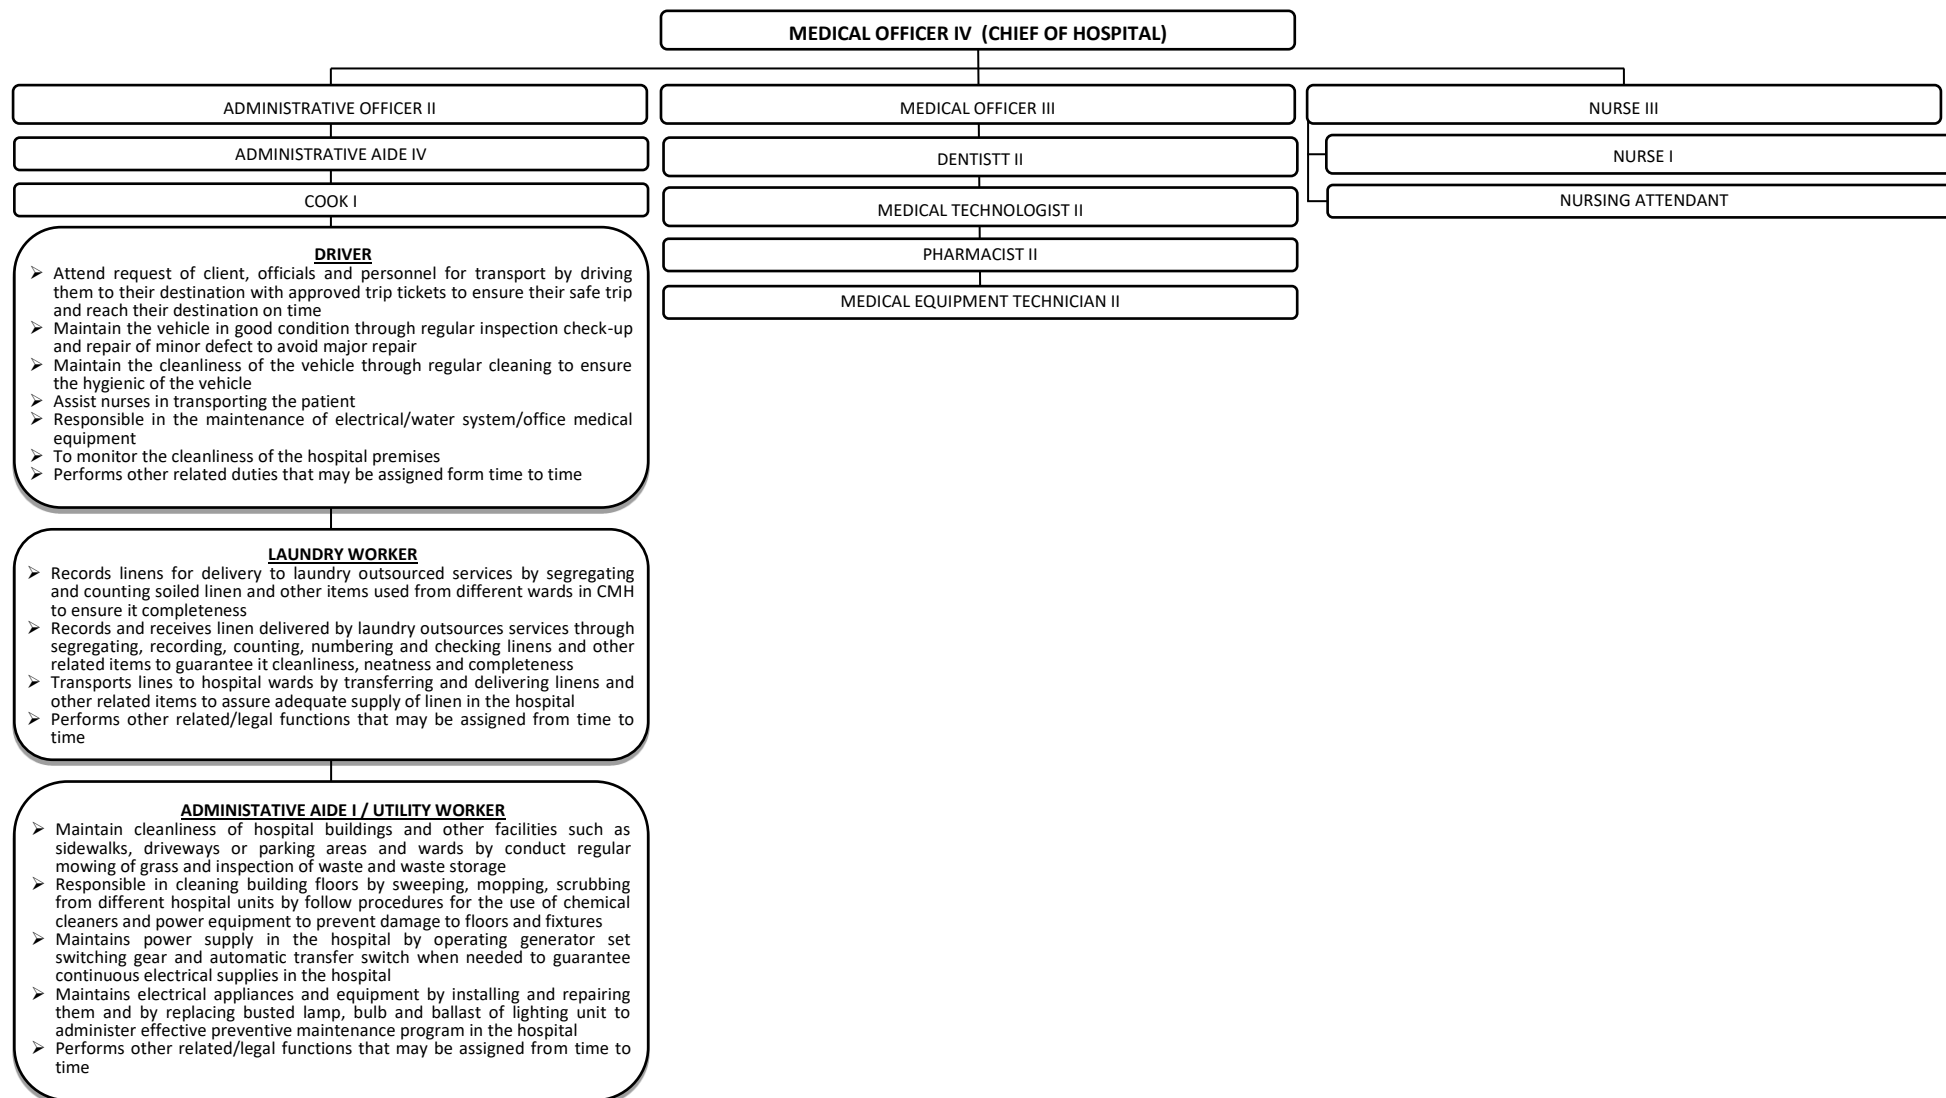 MEDICAL OFFICER IV (CHIEF OF HOSPITAL)
ADMINISTRATIVE OFFICER II
ADMINISTRATIVE AIDE IV
COOK I
DRIVER
➢ Attend request of client, officials and personnel for transport by driving
them to their destination with approved trip tickets to ensure their safe trip
and reach their destination on time
➢ Maintain the vehicle in good condition through regular inspection check-up
and repair of minor defect to avoid major repair
➢ Maintain the cleanliness of the vehicle through regular cleaning to ensure
the hygienic of the vehicle
➢ Assist nurses in transporting the patient
➢ Responsible in the maintenance of electrical/water system/office medical
equipment
➢ To monitor the cleanliness of the hospital premises
➢ Performs other related duties that may be assigned form time to time
LAUNDRY WORKER
➢ Records linens for delivery to laundry outsourced services by segregating
and counting soiled linen and other items used from different wards in CMH
to ensure it completeness
➢ Records and receives linen delivered by laundry outsources services through
segregating, recording, counting, numbering and checking linens and other
related items to guarantee it cleanliness, neatness and completeness
➢ Transports lines to hospital wards by transferring and delivering linens and
other related items to assure adequate supply of linen in the hospital
➢ Performs other related/legal functions that may be assigned from time to
time
ADMINISTATIVE AIDE I / UTILITY WORKER
➢ Maintain cleanliness of hospital buildings and other facilities such as
sidewalks, driveways or parking areas and wards by conduct regular
mowing of grass and inspection of waste and waste storage
➢ Responsible in cleaning building floors by sweeping, mopping, scrubbing
from different hospital units by follow procedures for the use of chemical
cleaners and power equipment to prevent damage to floors and fixtures
➢ Maintains power supply in the hospital by operating generator set
switching gear and automatic transfer switch when needed to guarantee
continuous electrical supplies in the hospital
➢ Maintains electrical appliances and equipment by installing and repairing
them and by replacing busted lamp, bulb and ballast of lighting unit to
administer effective preventive maintenance program in the hospital
➢ Performs other related/legal functions that may be assigned from time to
time
MEDICAL OFFICER III
DENTISTT II
MEDICAL TECHNOLOGIST II
PHARMACIST II
MEDICAL EQUIPMENT TECHNICIAN II
NURSE III
NURSE I
NURSING ATTENDANT